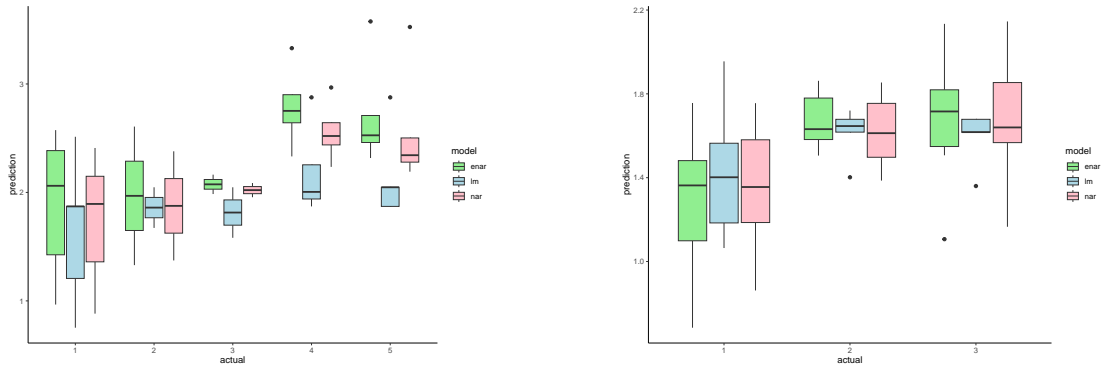 3
2
1
prediction
1
2
3
4
5
actual
model
enar
lm
nar
2.2
1.8
1.4
1.0
prediction
1
2
3
actual
model
enar
lm
nar